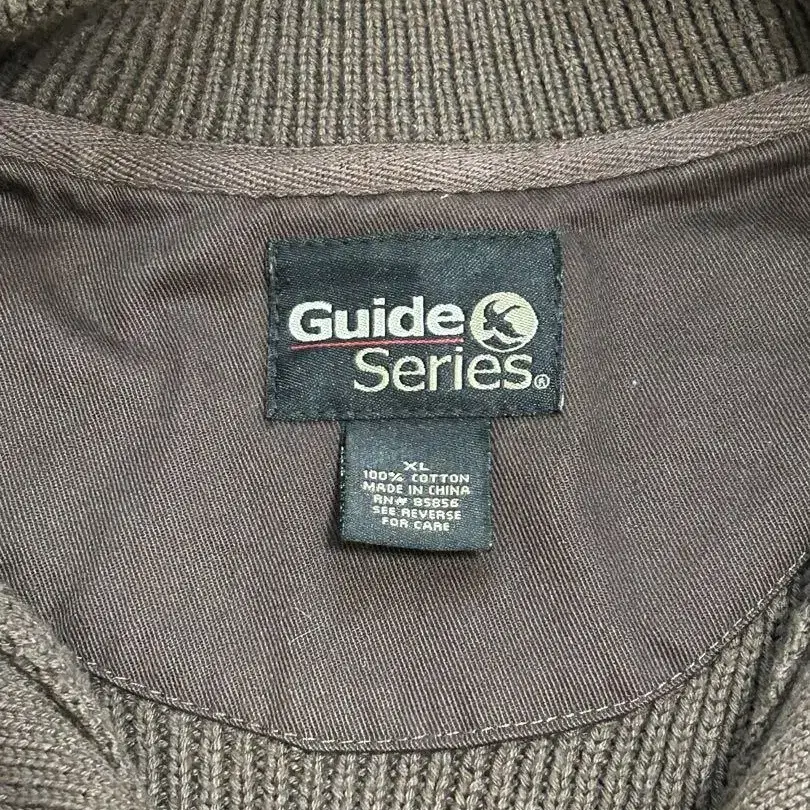 Guide
Series®
XL
100% COTTON
MADE IN CHINA
RN# 85856
SEE REVERSE
FOR CARE